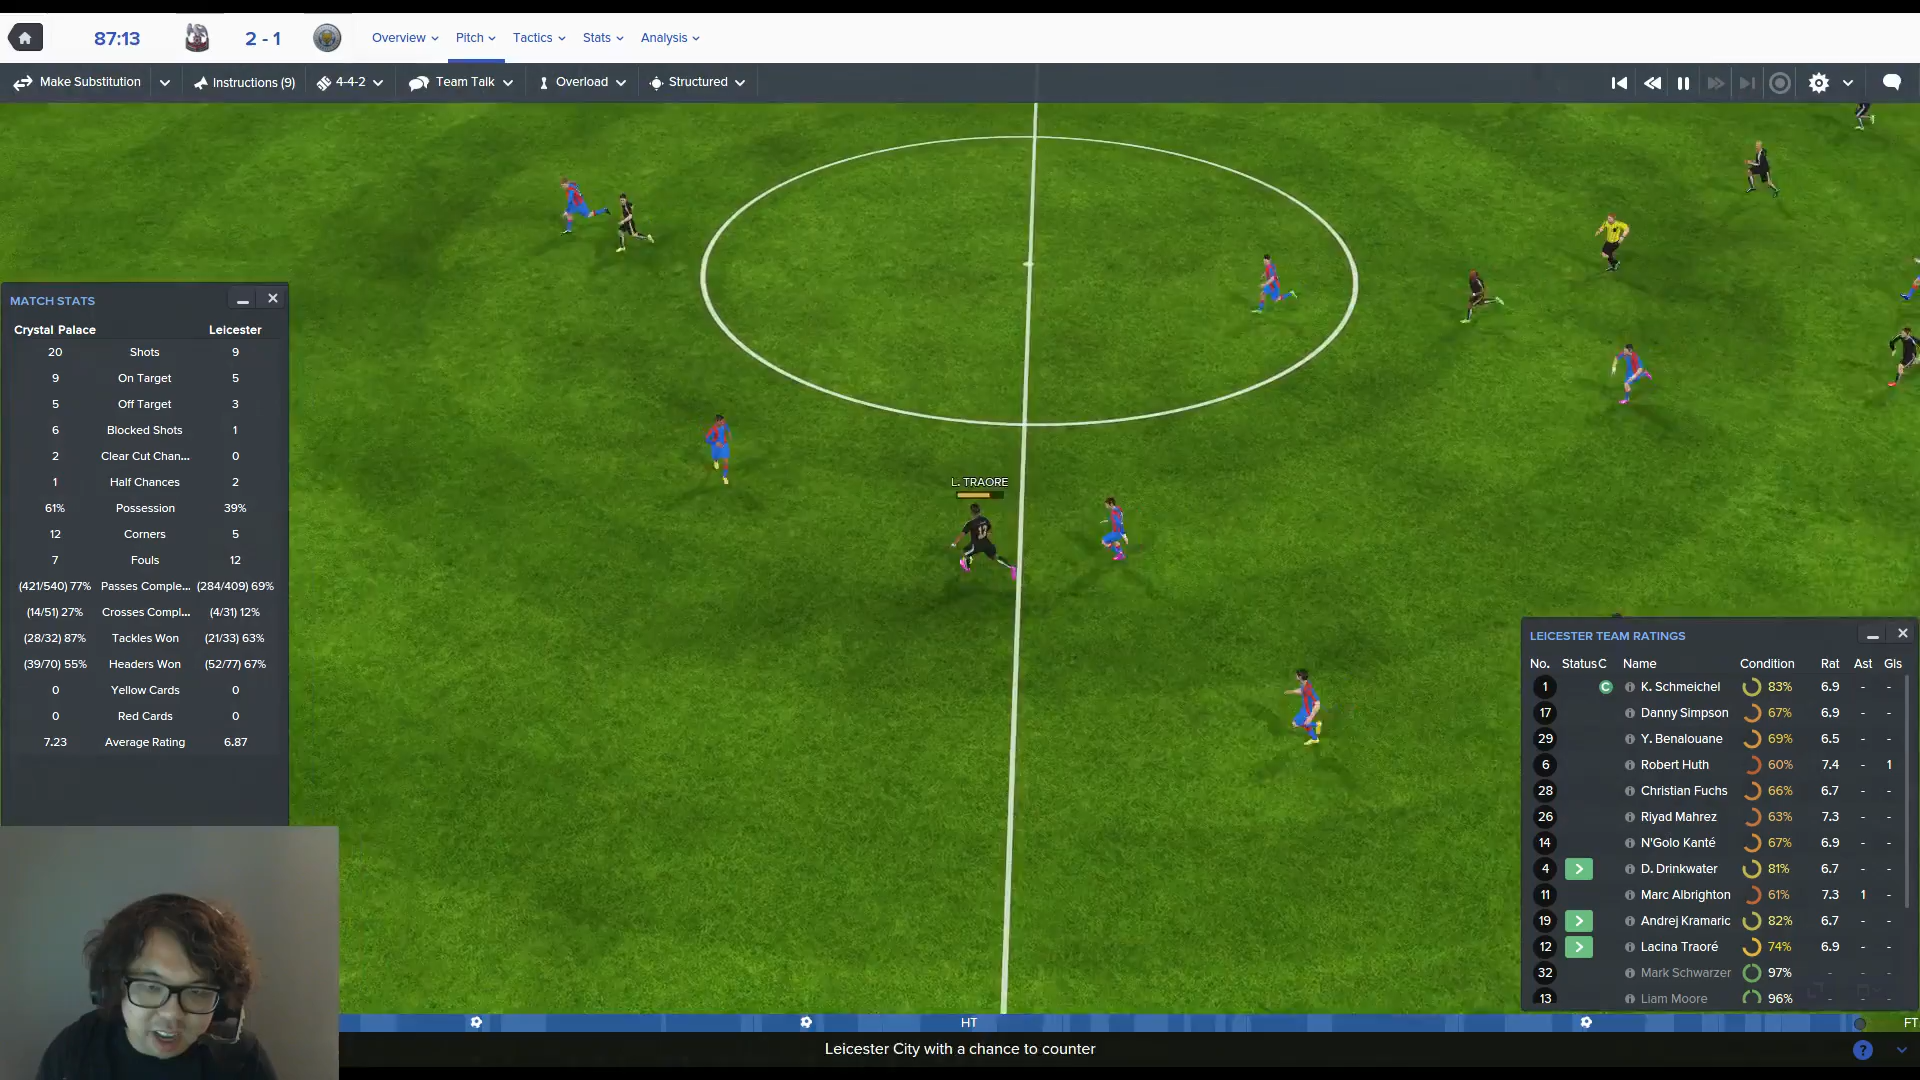 87:13 2 - 1 Overview Pitch Tactics Stats Analysis
Make Substitution Instructions (9) 4-4-2 Team Talk Overload Structured
MATCH STATS
Crystal Palace Leicester
20 Shots 9
9 On Target 5
5 Off Target 3
6 Blocked Shots 1
2 Clear Cut Chan... 0
1 Half Chances 2
61% Possession 39%
12 Corners 5
7 Fouls 12
(421/540) 77% Passes Comple... (284/409) 69%
(14/51) 27% Crosses Compl... (4/31) 12%
(28/32) 87% Tackles Won (21/33) 63%
(39/70) 55% Headers Won (52/77) 67%
0 Yellow Cards 0
0 Red Cards 0
7.23 Average Rating 6.87
L. TRAORE
12
LEICESTER TEAM RATINGS
No. Status C Name Condition Rat Ast Gls
1 C K. Schmeichel 83% 6.9 - -
17 Danny Simpson 67% 6.9 - -
29 Y. Benalouane 69% 6.5 - -
6 Robert Huth 60% 7.4 - 1
28 Christian Fuchs 66% 6.7 - -
26 Riyad Mahrez 63% 7.3 - -
14 N'Golo Kanté 67% 6.9 - -
4 D. Drinkwater 81% 6.7 - -
11 Marc Albrighton 61% 7.3 1 -
19 Andrej Kramaric 82% 6.7 - -
12 Lacina Traoré 74% 6.9 - -
32 Mark Schwarzer 97% - - -
13 Liam Moore 96% - - -
HT FT
Leicester City with a chance to counter
?